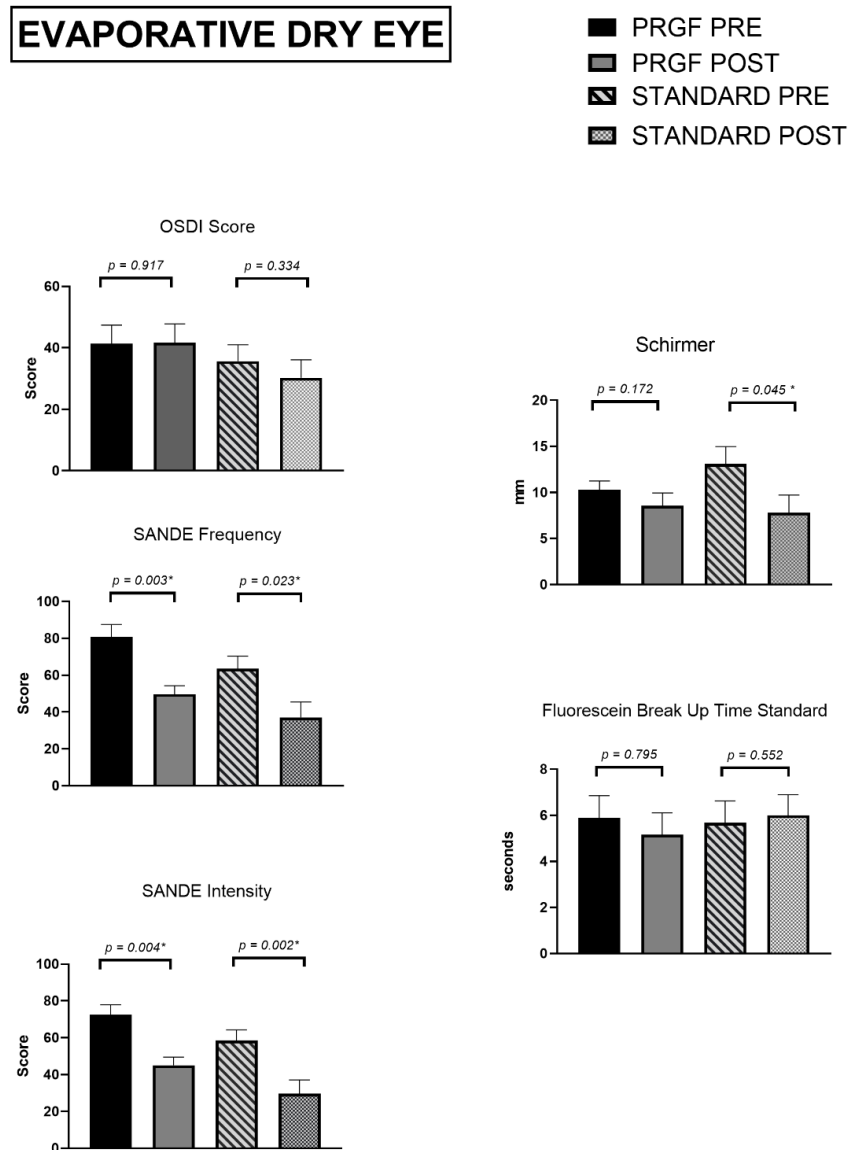 EVAPORATIVE DRY EYE
PRGF PRE
PRGF POST
STANDARD PRE
STANDARD POST
OSDI Score
p = 0.917
p = 0.334
60
40
20
0
Score
SANDE Frequency
p = 0.003*
p = 0.023*
100
80
60
40
20
0
Score
SANDE Intensity
p = 0.004*
p = 0.002*
100
80
60
40
20
0
Score
Schirmer
p = 0.172
p = 0.045 *
20
15
10
5
0
mm
Fluorescein Break Up Time Standard
p = 0.795
p = 0.552
8
6
4
2
0
seconds